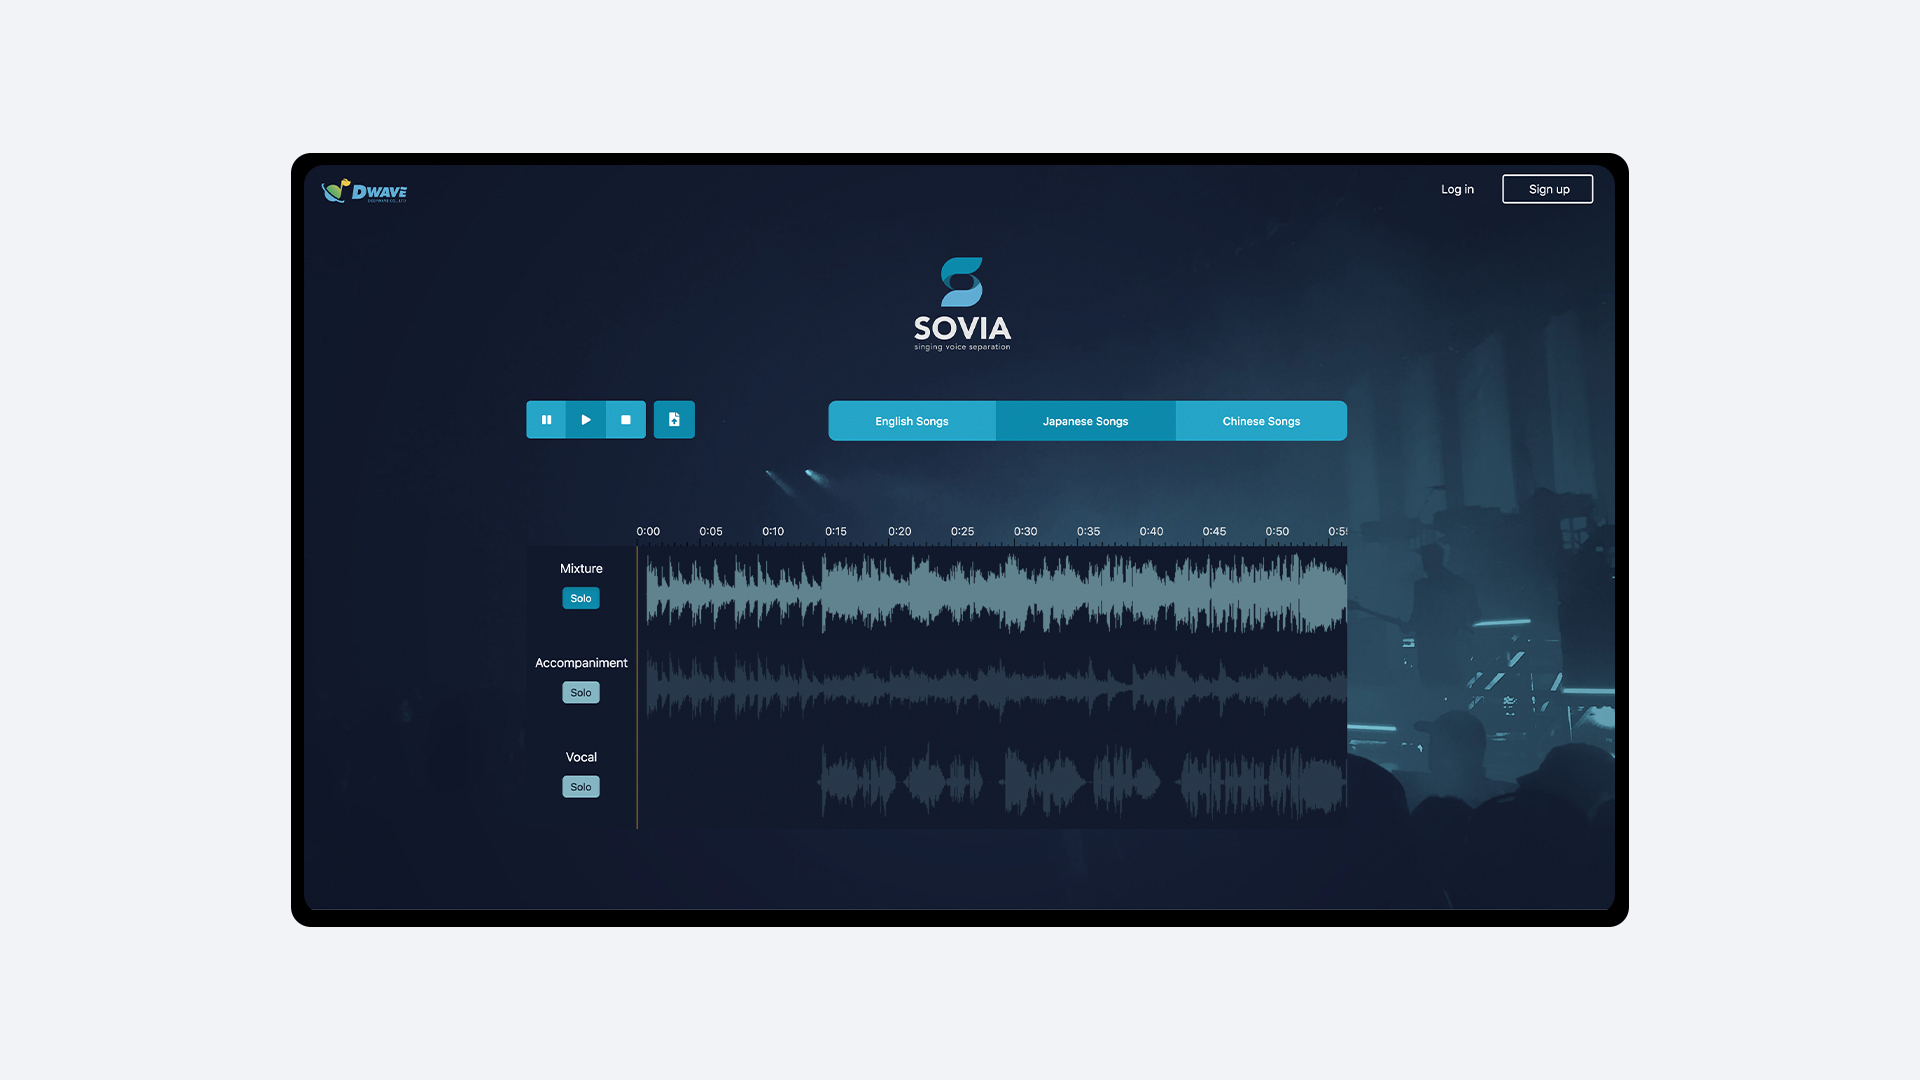 DWAVE
Log in
Sign up
SOVIA
singing voice separation
English Songs
Japanese Songs
Chinese Songs
0:00 0:05 0:10 0:15 0:20 0:25 0:30 0:35 0:40 0:45 0:50 0:55
Mixture
Solo
Accompaniment
Solo
Vocal
Solo